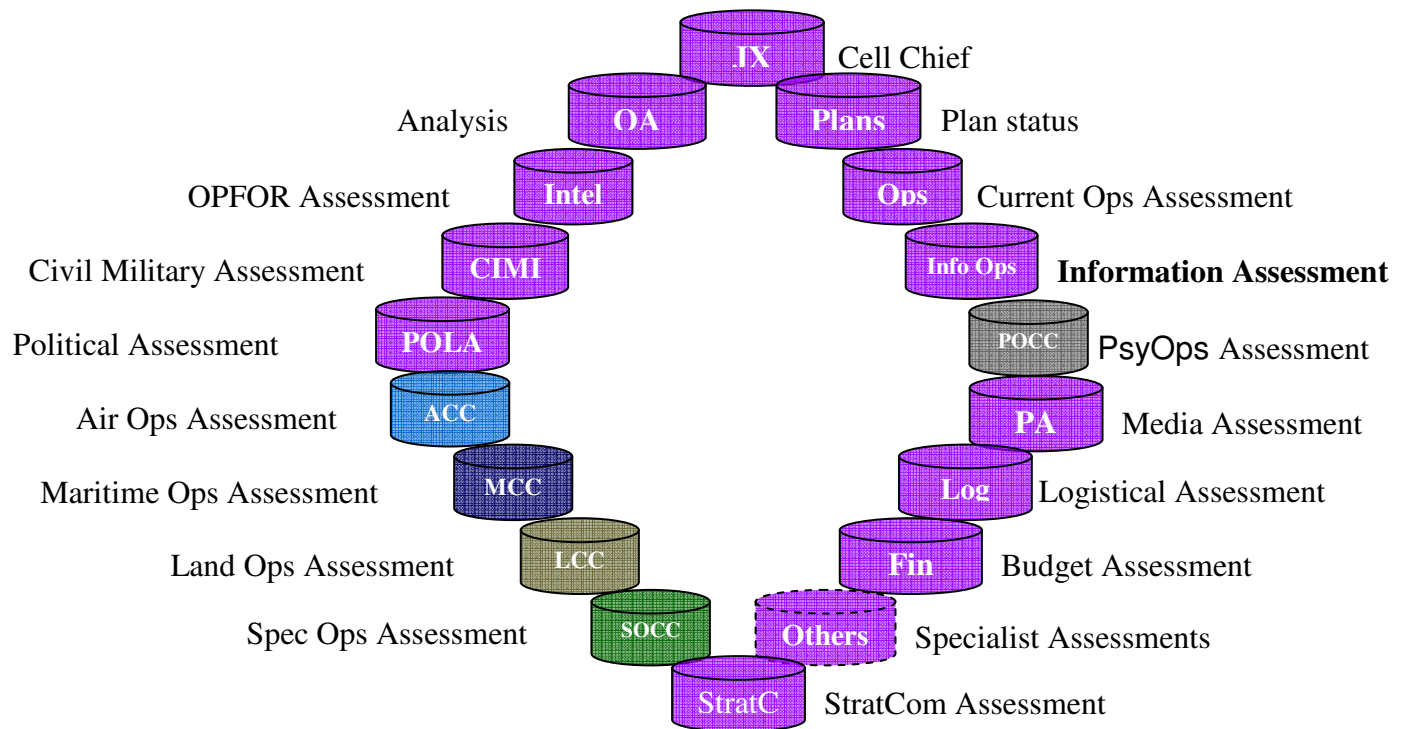 JX Cell Chief
Analysis OA Plans Plan status
OPFOR Assessment Intel Ops Current Ops Assessment
Civil Military Assessment CIMI Info Ops Information Assessment
Political Assessment POLA POCC PsyOps Assessment
Air Ops Assessment ACC PA Media Assessment
Maritime Ops Assessment MCC Log Logistical Assessment
Land Ops Assessment LCC Fin Budget Assessment
Spec Ops Assessment SOCC Others Specialist Assessments
StratC StratCom Assessment